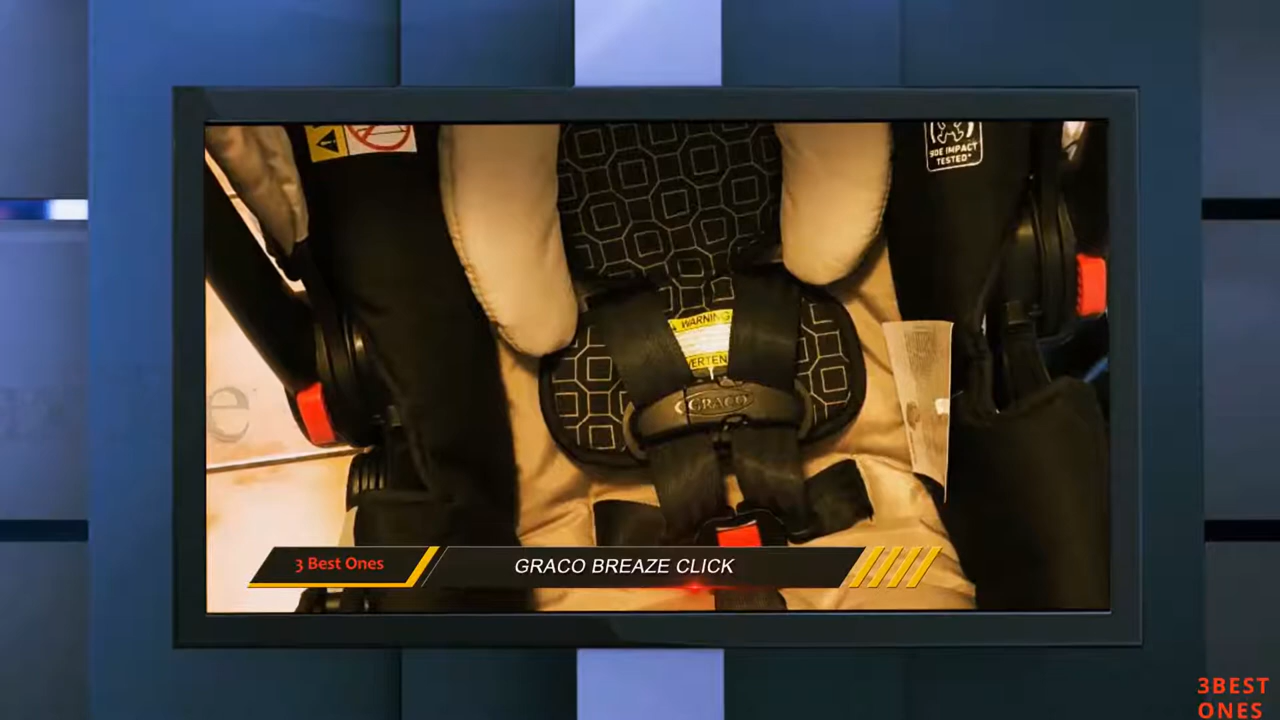 SIDE IMPACT
TESTED*
WARNING
GRACO
3 Best Ones
GRACO BREAZE CLICK
3BEST
ONES